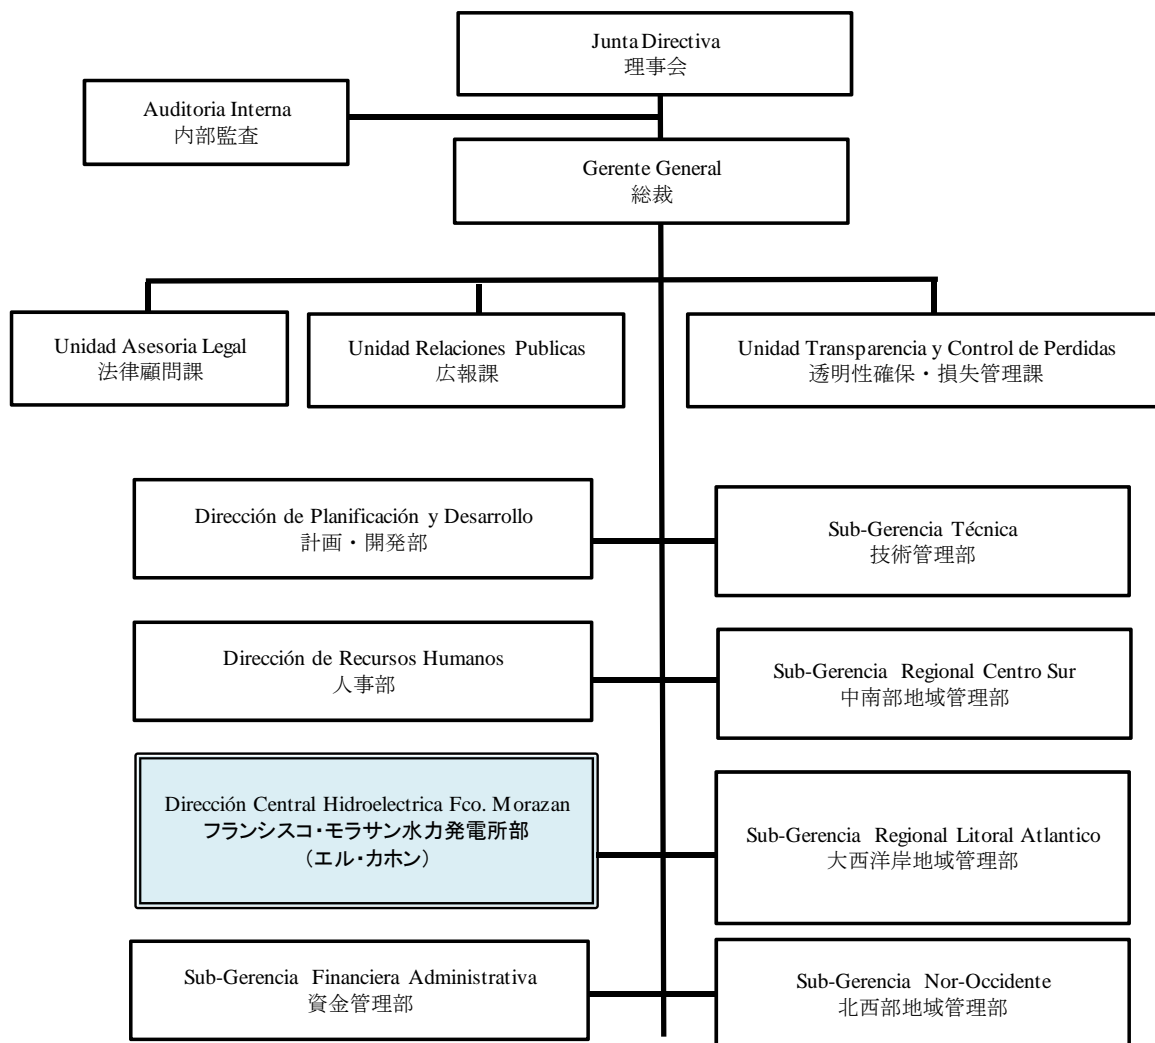 Junta Directiva
理事会
Auditoria Interna
内部監査
Gerente General
総裁
Unidad Asesoria Legal
法律顧問課
Unidad Relaciones Publicas
広報課
Unidad Transparencia y Control de Perdidas
透明性確保・損失管理課
Dirección de Planificación y Desarrollo
計画・開発部
Sub-Gerencia Técnica
技術管理部
Dirección de Recursos Humanos
人事部
Sub-Gerencia Regional Centro Sur
中南部地域管理部
Dirección Central Hidroelectrica Fco. Morazan
フランシスコ・モラサン水力発電所部
（エル・カホン）
Sub-Gerencia Regional Litoral Atlantico
大西洋岸地域管理部
Sub-Gerencia Financiera Administrativa
資金管理部
Sub-Gerencia Nor-Occidente
北西部地域管理部